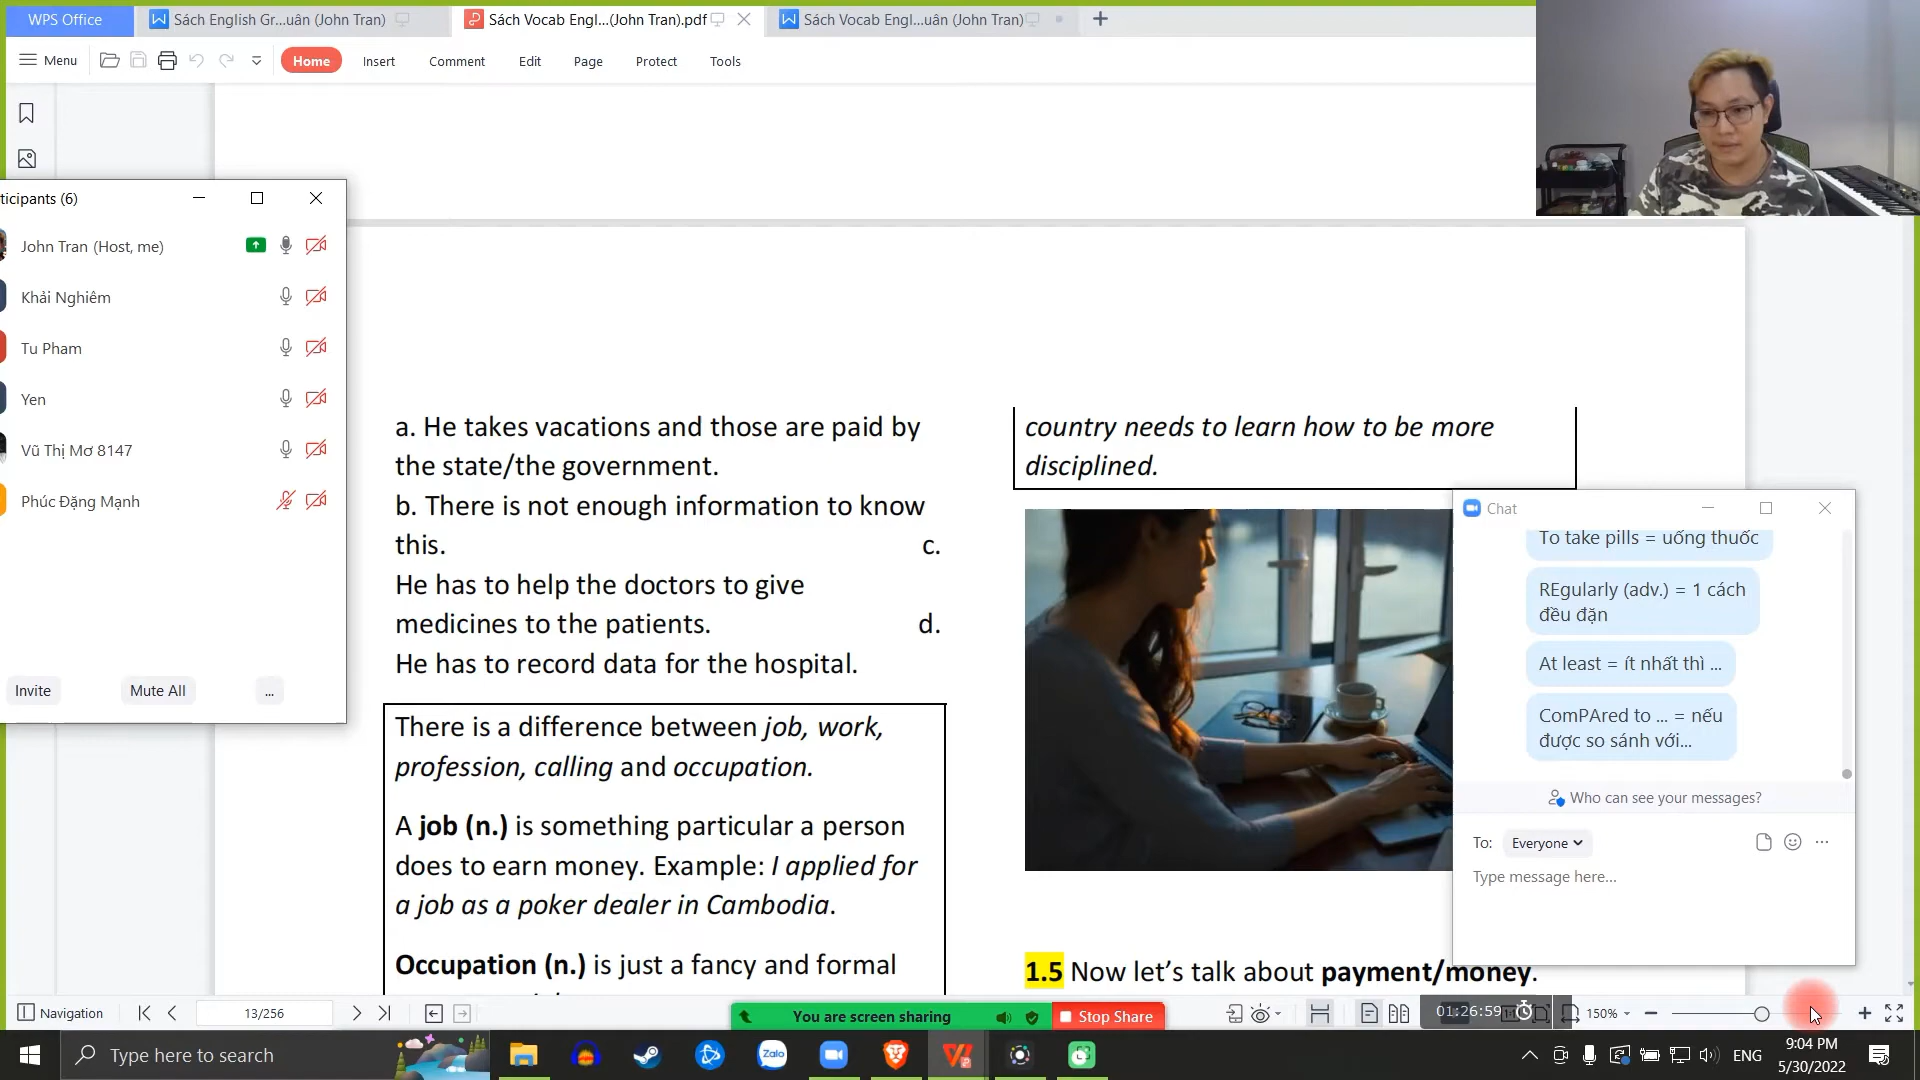 WPS Office
Sách English Gr...uân (John Tran)
Sách Vocab Engl...(John Tran).pdf
Sách Vocab Engl...uân (John Tran)
Menu
Home
Insert
Comment
Edit
Page
Protect
Tools
ticipants (6)
John Tran (Host, me)
Khải Nghiêm
Tu Pham
Yen
Vũ Thị Mơ 8147
Phúc Đặng Mạnh
Invite
Mute All
...
a. He takes vacations and those are paid by
the state/the government.
b. There is not enough information to know
this. c.
He has to help the doctors to give
medicines to the patients. d.
He has to record data for the hospital.
There is a difference between job, work,
profession, calling and occupation.
A job (n.) is something particular a person
does to earn money. Example: I applied for
a job as a poker dealer in Cambodia.
Occupation (n.) is just a fancy and formal
country needs to learn how to be more
disciplined.
1.5 Now let’s talk about payment/money.
Chat
To take pills = uống thuốc
REgularly (adv.) = 1 cách
đều đặn
At least = ít nhất thì ...
ComPAred to ... = nếu
được so sánh với...
Who can see your messages?
To: Everyone
Type message here...
Navigation
13/256
You are screen sharing
Stop Share
01:26:59
150%
Type here to search
Zalo
ENG
9:04 PM
5/30/2022